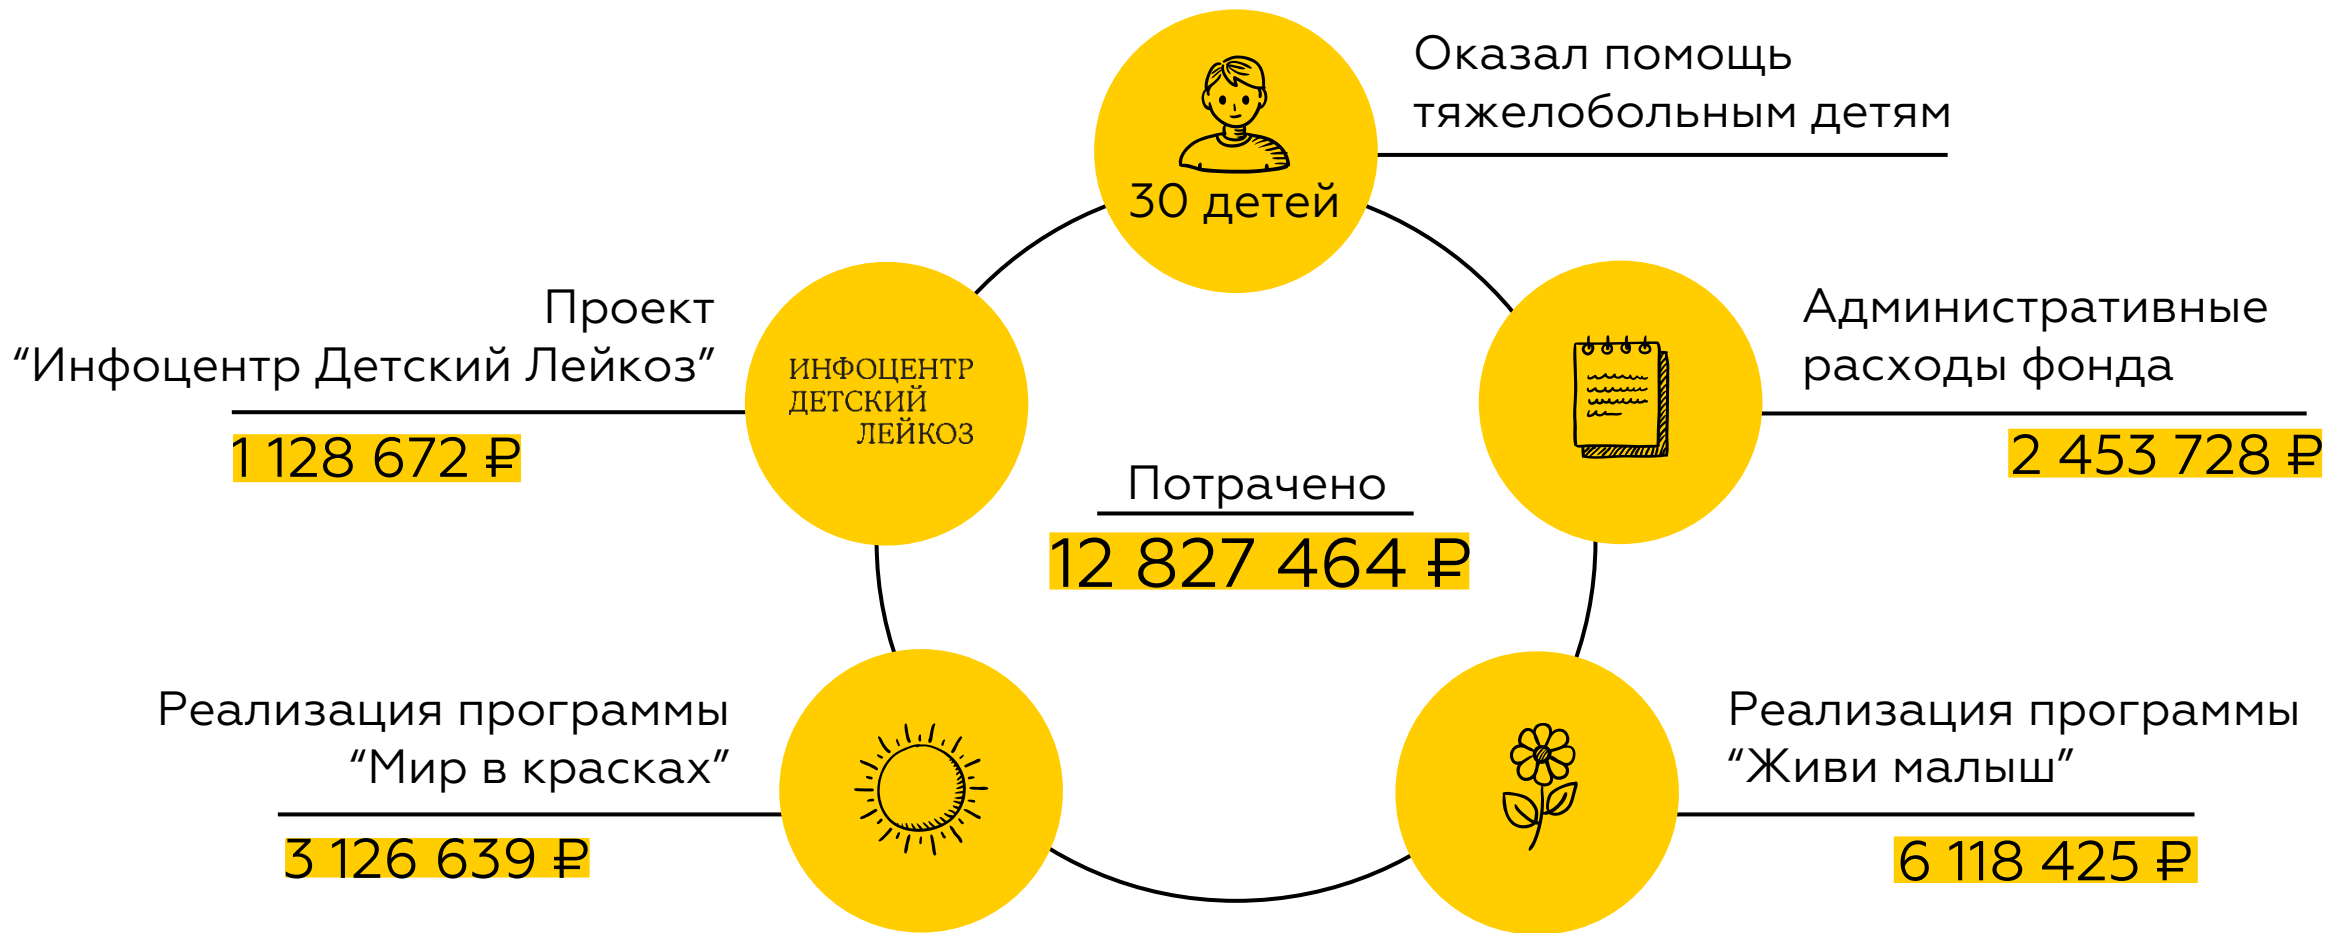 Оказал помощь
тяжелобольным детям
30 детей
Проект
“Инфоцентр Детский Лейкоз”
1 128 672 ₽
ИНФОЦЕНТР
ДЕТСКИЙ
ЛЕЙКОЗ
Административные
расходы фонда
2 453 728 ₽
Потрачено
12 827 464 ₽
Реализация программы
“Мир в красках”
3 126 639 ₽
Реализация программы
“Живи малыш”
6 118 425 ₽